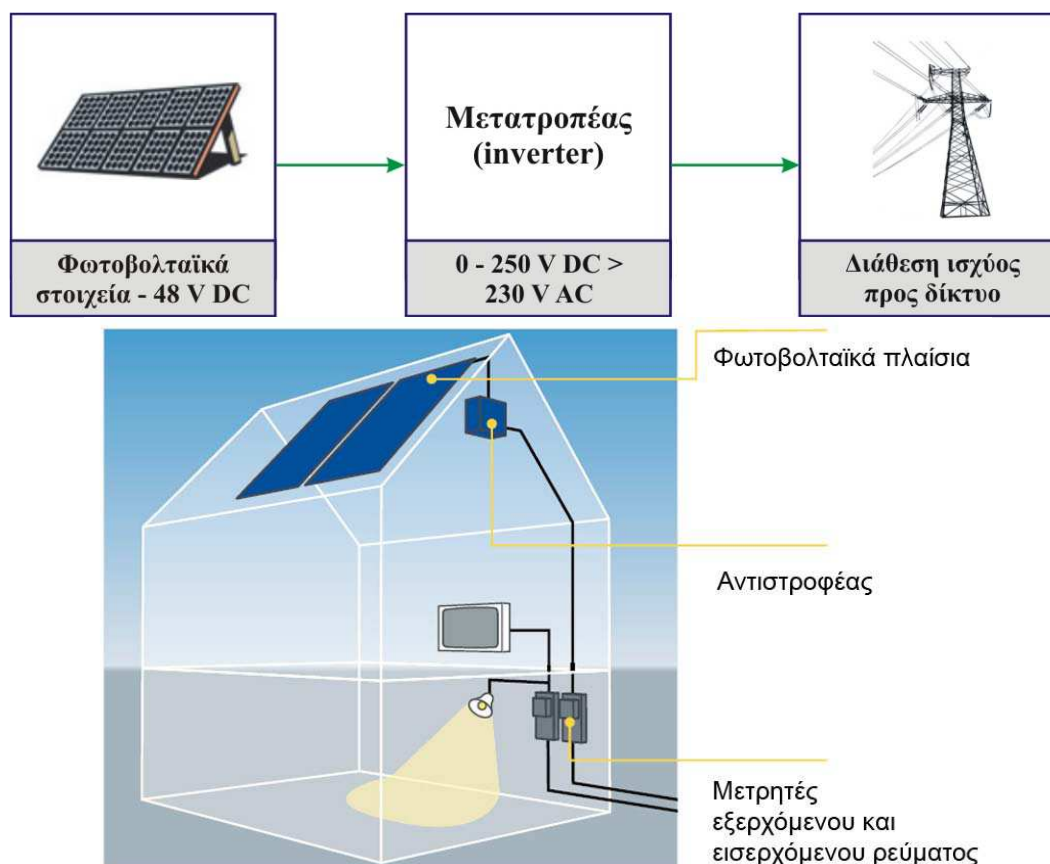 Μετατροπέας
(inverter)
Φωτοβολταϊκά
στοιχεία - 48 V DC
0 - 250 V DC >
230 V AC
Διάθεση ισχύος
προς δίκτυο
Φωτοβολταϊκά πλαίσια
Αντιστροφέας
Μετρητές
εξερχόμενου και
εισερχόμενου ρεύματος